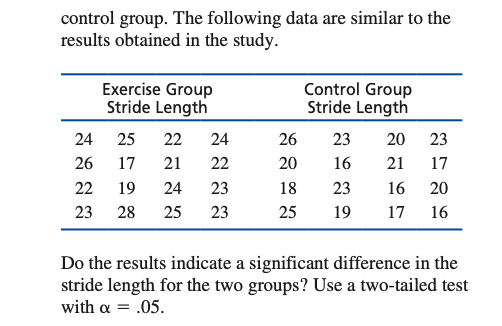 control group. The following data are similar to the
results obtained in the study.
Exercise Group Control Group
Stride Length Stride Length
24 25 22 24 26 23 20 23
26 17 21 22 20 16 21 17
22 19 24 23 18 23 16 20
23 28 25 23 25 19 17 16
Do the results indicate a significant difference in the
stride length for the two groups? Use a two-tailed test
with α = .05.